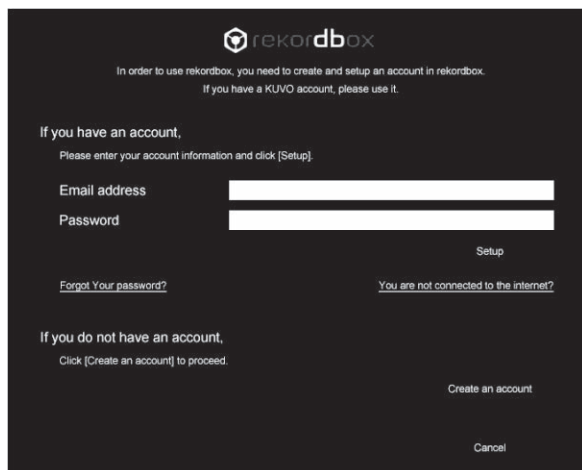 rekordbox
In order to use rekordbox, you need to create and setup an account in rekordbox.
If you have a KUVO account, please use it.
If you have an account,
Please enter your account information and click [Setup].
Email address
Password
Setup
Forgot Your password?
You are not connected to the internet?
If you do not have an account,
Click [Create an account] to proceed.
Create an account
Cancel